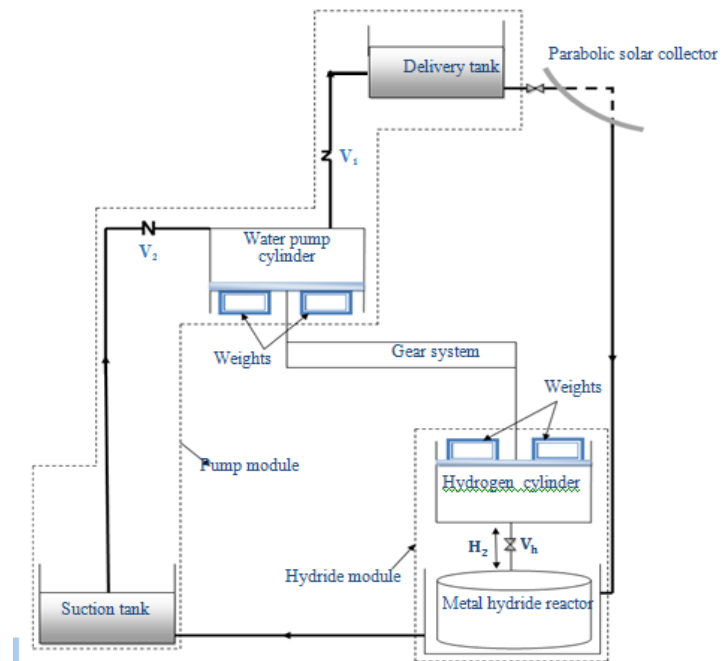 Parabolic solar collector
Delivery tank
V₁
V₂
Water pump
cylinder
Weights
Gear system
Weights
Pump module
Hydrogen cylinder
H₂
Vₕ
Hydride module
Suction tank
Metal hydride reactor